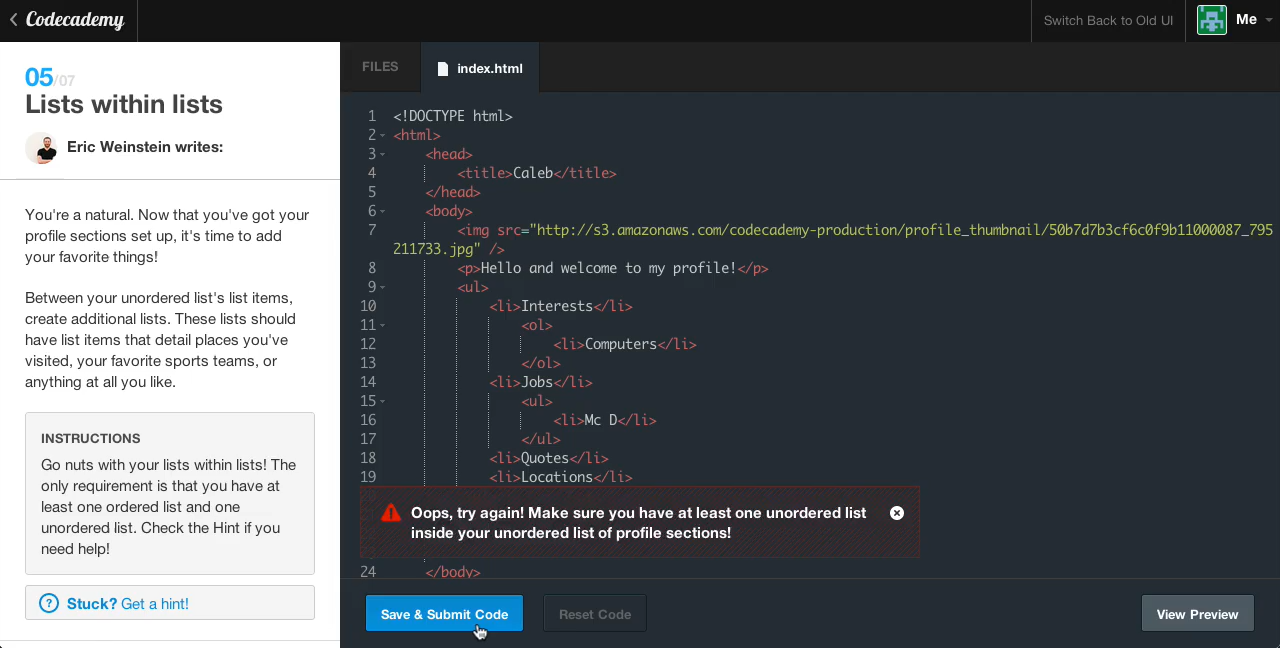 Codecademy
Switch Back to Old UI
Me
05/07
Lists within lists
Eric Weinstein writes:
You're a natural. Now that you've got your
profile sections set up, it's time to add
your favorite things!
Between your unordered list's list items,
create additional lists. These lists should
have list items that detail places you've
visited, your favorite sports teams, or
anything at all you like.
INSTRUCTIONS
Go nuts with your lists within lists! The
only requirement is that you have at
least one ordered list and one
unordered list. Check the Hint if you
need help!
? Stuck? Get a hint!
FILES
index.html
1 <!DOCTYPE html>
2 <html>
3 <head>
4 <title>Caleb</title>
5 </head>
6 <body>
7 <img src="http://s3.amazonaws.com/codecademy-production/profile_thumbnail/50b7d7b3cf6c0f9b11000087_795
211733.jpg" />
8 <p>Hello and welcome to my profile!</p>
9 <ul>
10 <li>Interests</li>
11 <ol>
12 <li>Computers</li>
13 </ol>
14 <li>Jobs</li>
15 <ul>
16 <li>Mc D</li>
17 </ul>
18 <li>Quotes</li>
19 <li>Locations</li>
Oops, try again! Make sure you have at least one unordered list
inside your unordered list of profile sections!
24 </body>
Save & Submit Code
Reset Code
View Preview